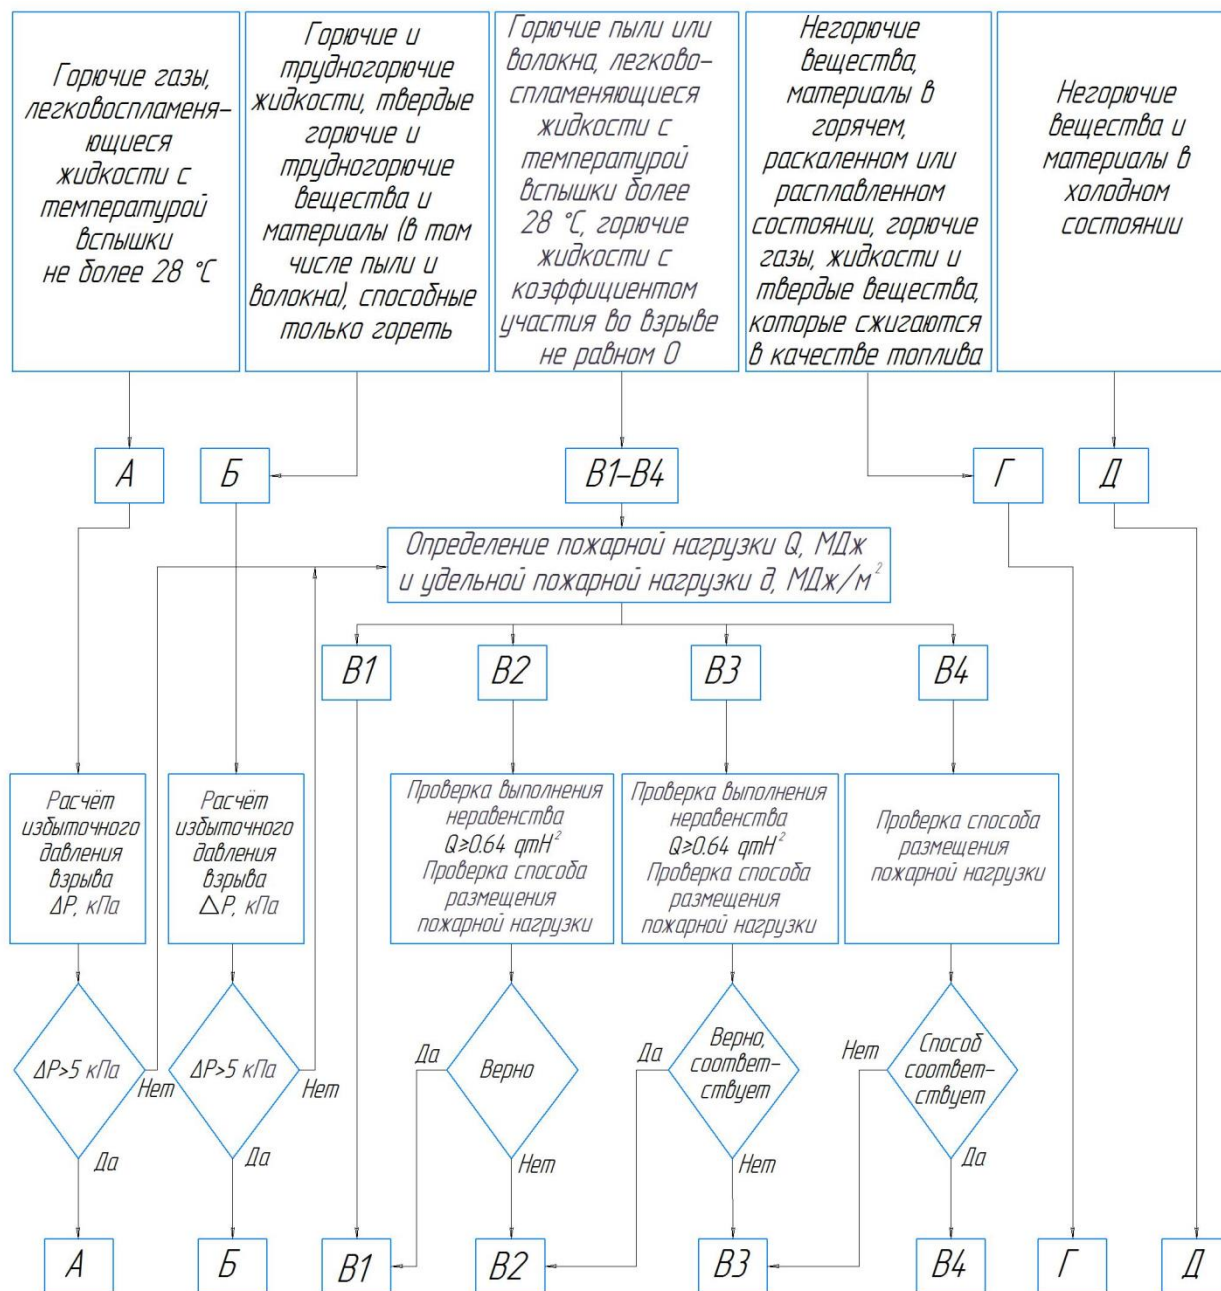 Горючие газы,
легковоспламеня–
ющиеся
жидкости с
температурой
вспышки
не более 28 °С
Горючие и
трудногорючие
жидкости, твердые
горючие и
трудногорючие
вещества и
материалы (в том
числе пыли и
волокна), способные
только гореть
Горючие пыли или
волокна, легково–
спламеняющиеся
жидкости с
температурой
вспышки более
28 °С, горючие
жидкости с
коэффициентом
участия во взрыве
не равном 0
Негорючие
вещества,
материалы в
горячем,
раскаленном или
расплавленном
состоянии, горючие
газы, жидкости и
твердые вещества,
которые сжигаются
в качестве топлива
Негорючие
вещества и
материалы в
холодном
состоянии
А
Б
В1–В4
Г
Д
Определение пожарной нагрузки Q, МДж
и удельной пожарной нагрузки д, МДж/м²
В1
В2
В3
В4
Расчёт
избыточного
давления
взрыва
ΔР, кПа
Расчёт
избыточного
давления
взрыва
△Р, кПа
Проверка выполнения
неравенства
Q≥0.64 qmH²
Проверка способа
размещения
пожарной нагрузки
Проверка выполнения
неравенства
Q≥0.64 qmH²
Проверка способа
размещения
пожарной нагрузки
Проверка способа
размещения
пожарной нагрузки
ΔР>5 кПа
Нет
Да
ΔР>5 кПа
Нет
Да
Да
Верно
Нет
Да
Верно,
соответ–
ствует
Нет
Нет
Способ
соответ–
ствует
Да
А
Б
В1
В2
В3
В4
Г
Д